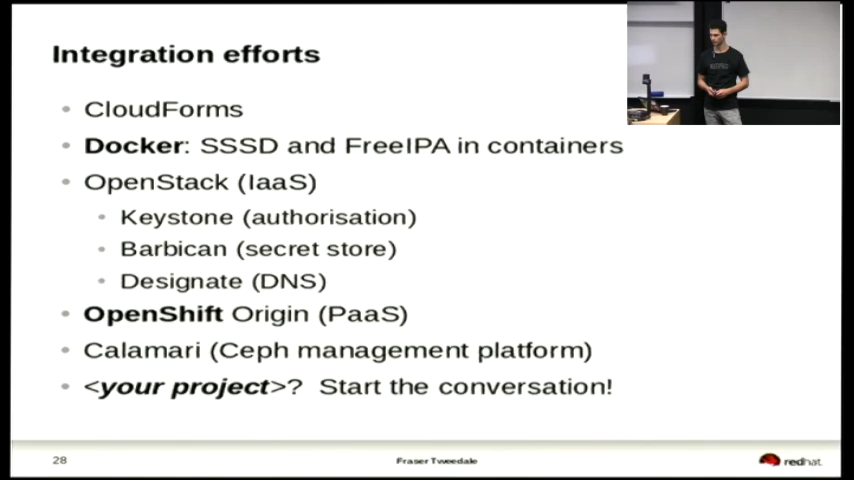 Integration efforts
CloudForms
Docker: SSSD and FreeIPA in containers
OpenStack (IaaS)
Keystone (authorisation)
Barbican (secret store)
Designate (DNS)
OpenShift Origin (PaaS)
Calamari (Ceph management platform)
<your project>? Start the conversation!
28
Fraser Tweedale
redhat.